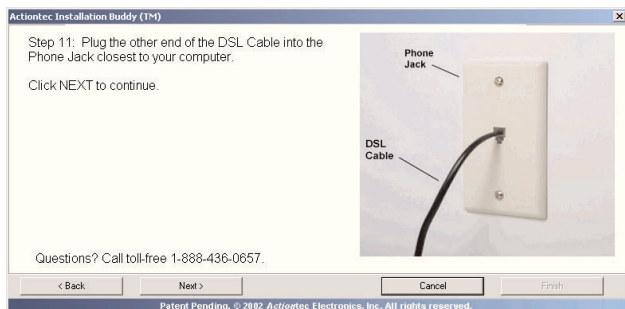 Actiontec Installation Buddy (TM)
Step 11: Plug the other end of the DSL Cable into the
Phone Jack closest to your computer.
Click NEXT to continue.
Phone
Jack
DSL
Cable
Questions? Call toll-free 1-888-436-0657.
< Back
Next >
Cancel
Finish
Patent Pending. © 2002 Actiontec Electronics, Inc. All rights reserved.